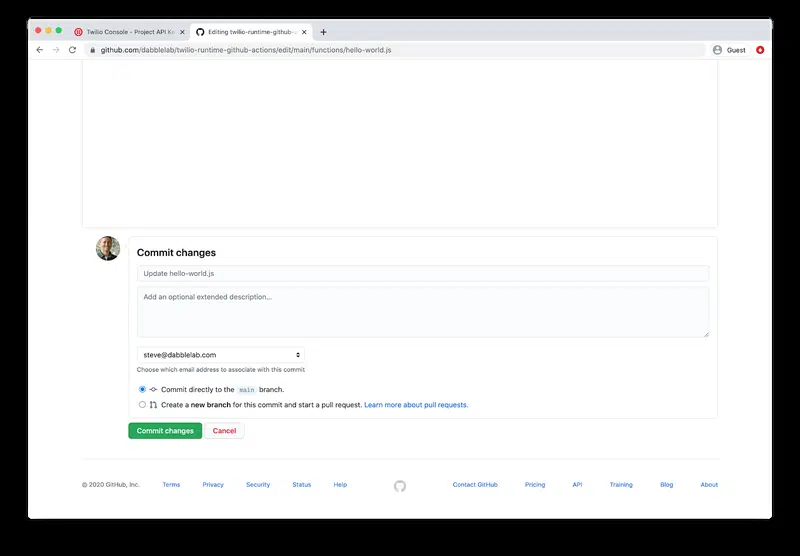 Twilio Console - Project API Ke
Editing twilio-runtime-github-
github.com/dabblelab/twilio-runtime-github-actions/edit/main/functions/hello-world.js
Guest
Commit changes
Update hello-world.js
Add an optional extended description...
steve@dabblelab.com
Choose which email address to associate with this commit
Commit directly to the main branch.
Create a new branch for this commit and start a pull request. Learn more about pull requests.
Commit changes Cancel
© 2020 GitHub, Inc. Terms Privacy Security Status Help Contact GitHub Pricing API Training Blog About